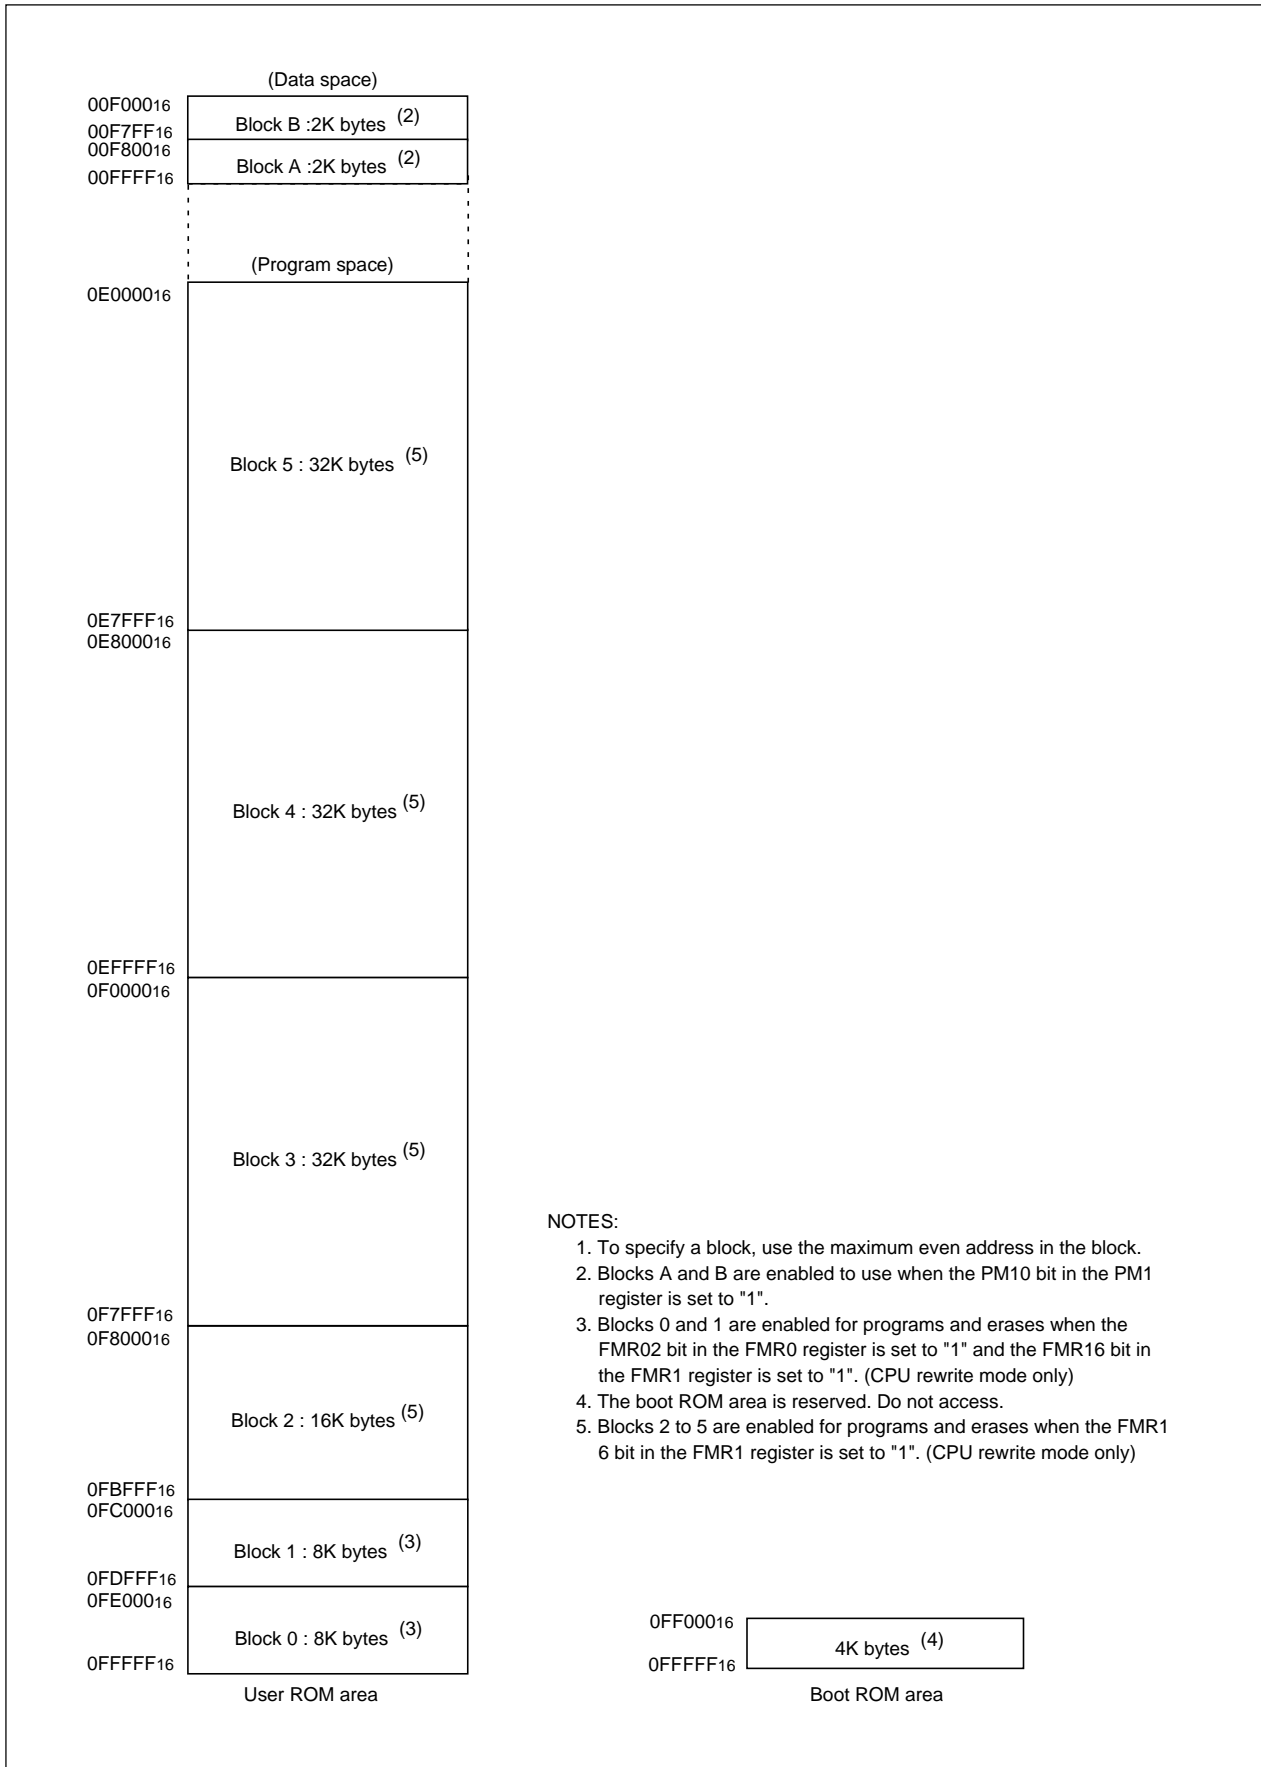 (Data space)
00F00016
Block B :2K bytes (2)
00F7FF16
00F80016
Block A :2K bytes (2)
00FFFF16
(Program space)
0E000016
Block 5 : 32K bytes (5)
0E7FFF16
0E800016
Block 4 : 32K bytes (5)
0EFFFF16
0F000016
Block 3 : 32K bytes (5)
0F7FFF16
0F800016
Block 2 : 16K bytes (5)
0FBFFF16
0FC00016
Block 1 : 8K bytes (3)
0FDFFF16
0FE00016
Block 0 : 8K bytes (3)
0FFFFF16
User ROM area
NOTES:
1. To specify a block, use the maximum even address in the block.
2. Blocks A and B are enabled to use when the PM10 bit in the PM1
register is set to "1".
3. Blocks 0 and 1 are enabled for programs and erases when the
FMR02 bit in the FMR0 register is set to "1" and the FMR16 bit in
the FMR1 register is set to "1". (CPU rewrite mode only)
4. The boot ROM area is reserved. Do not access.
5. Blocks 2 to 5 are enabled for programs and erases when the FMR1
6 bit in the FMR1 register is set to "1". (CPU rewrite mode only)
0FF00016
4K bytes (4)
0FFFFF16
Boot ROM area